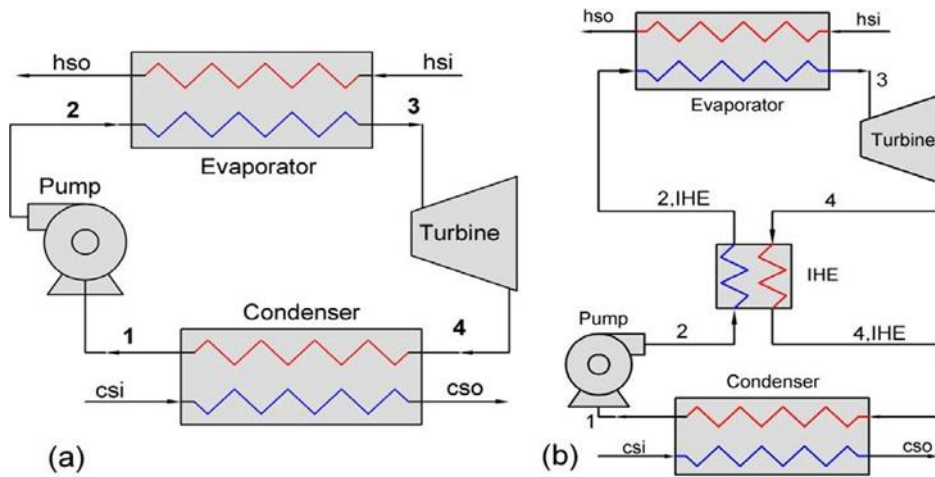 hso
hsi
2
3
Evaporator
Pump
Turbine
Condenser
1
4
csi
cso
(a)
hso
hsi
3
Evaporator
Turbine
2,IHE
4
IHE
Pump
2
4,IHE
Condenser
1
csi
cso
(b)